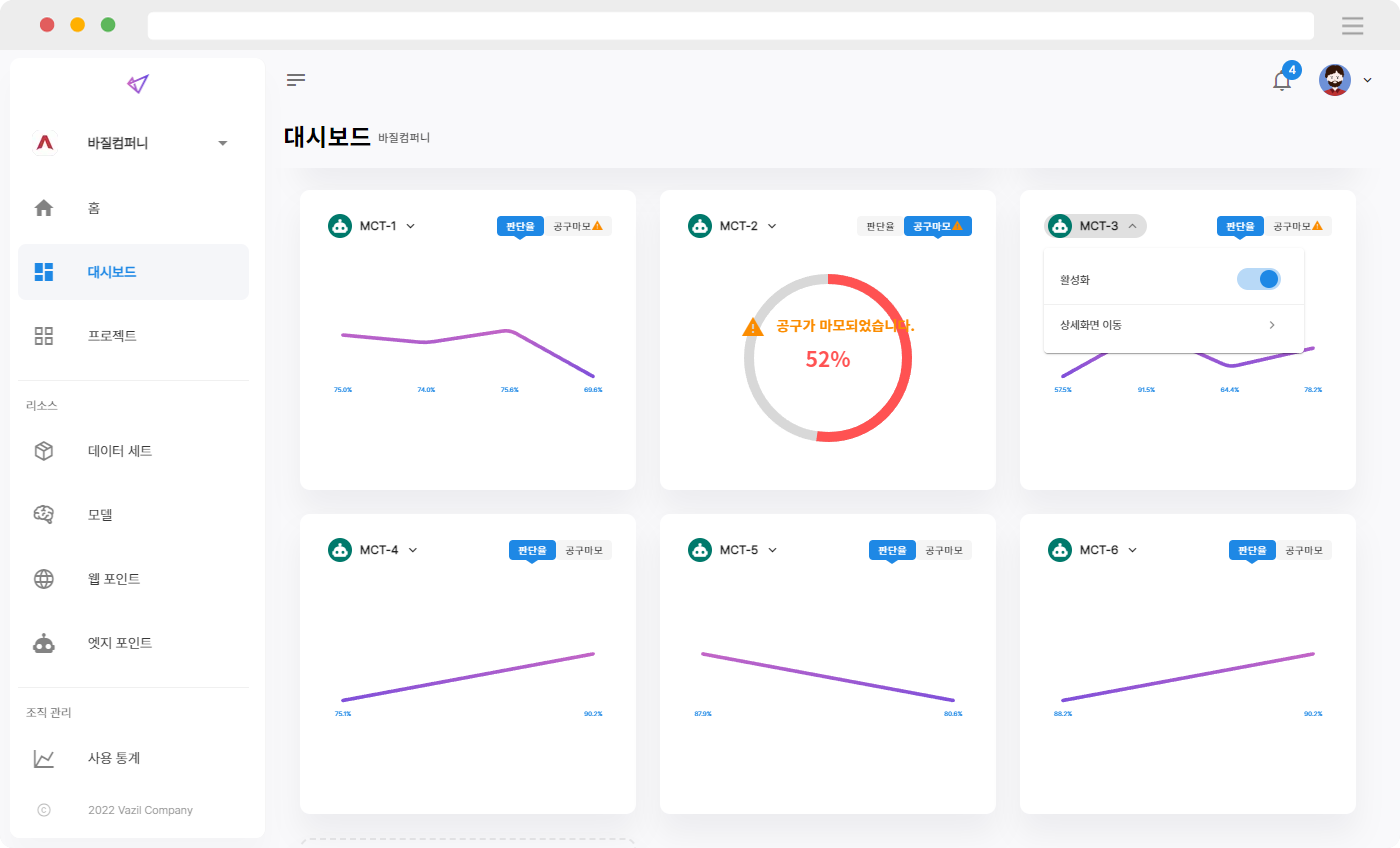 4
바질컴퍼니
홈
대시보드
프로젝트
리소스
데이터 세트
모델
웹 포인트
엣지 포인트
조직 관리
사용 통계
© 2022 Vazil Company
대시보드 바질컴퍼니
MCT-1 판단율 공구마모
75.0% 74.0% 75.6% 69.6%
MCT-2 판단율 공구마모
공구가 마모되었습니다.
52%
MCT-3 판단율 공구마모
활성화
상세화면 이동
57.5% 91.5% 64.4% 78.2%
MCT-4 판단율 공구마모
75.1% 90.2%
MCT-5 판단율 공구마모
87.9% 80.6%
MCT-6 판단율 공구마모
88.2% 90.2%